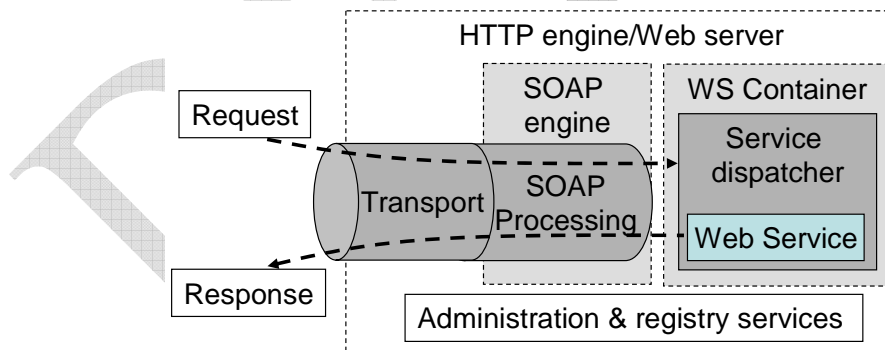 HTTP engine/Web server
SOAP
engine
WS Container
Request
Service
dispatcher
Transport
SOAP
Processing
Web Service
Response
Administration & registry services